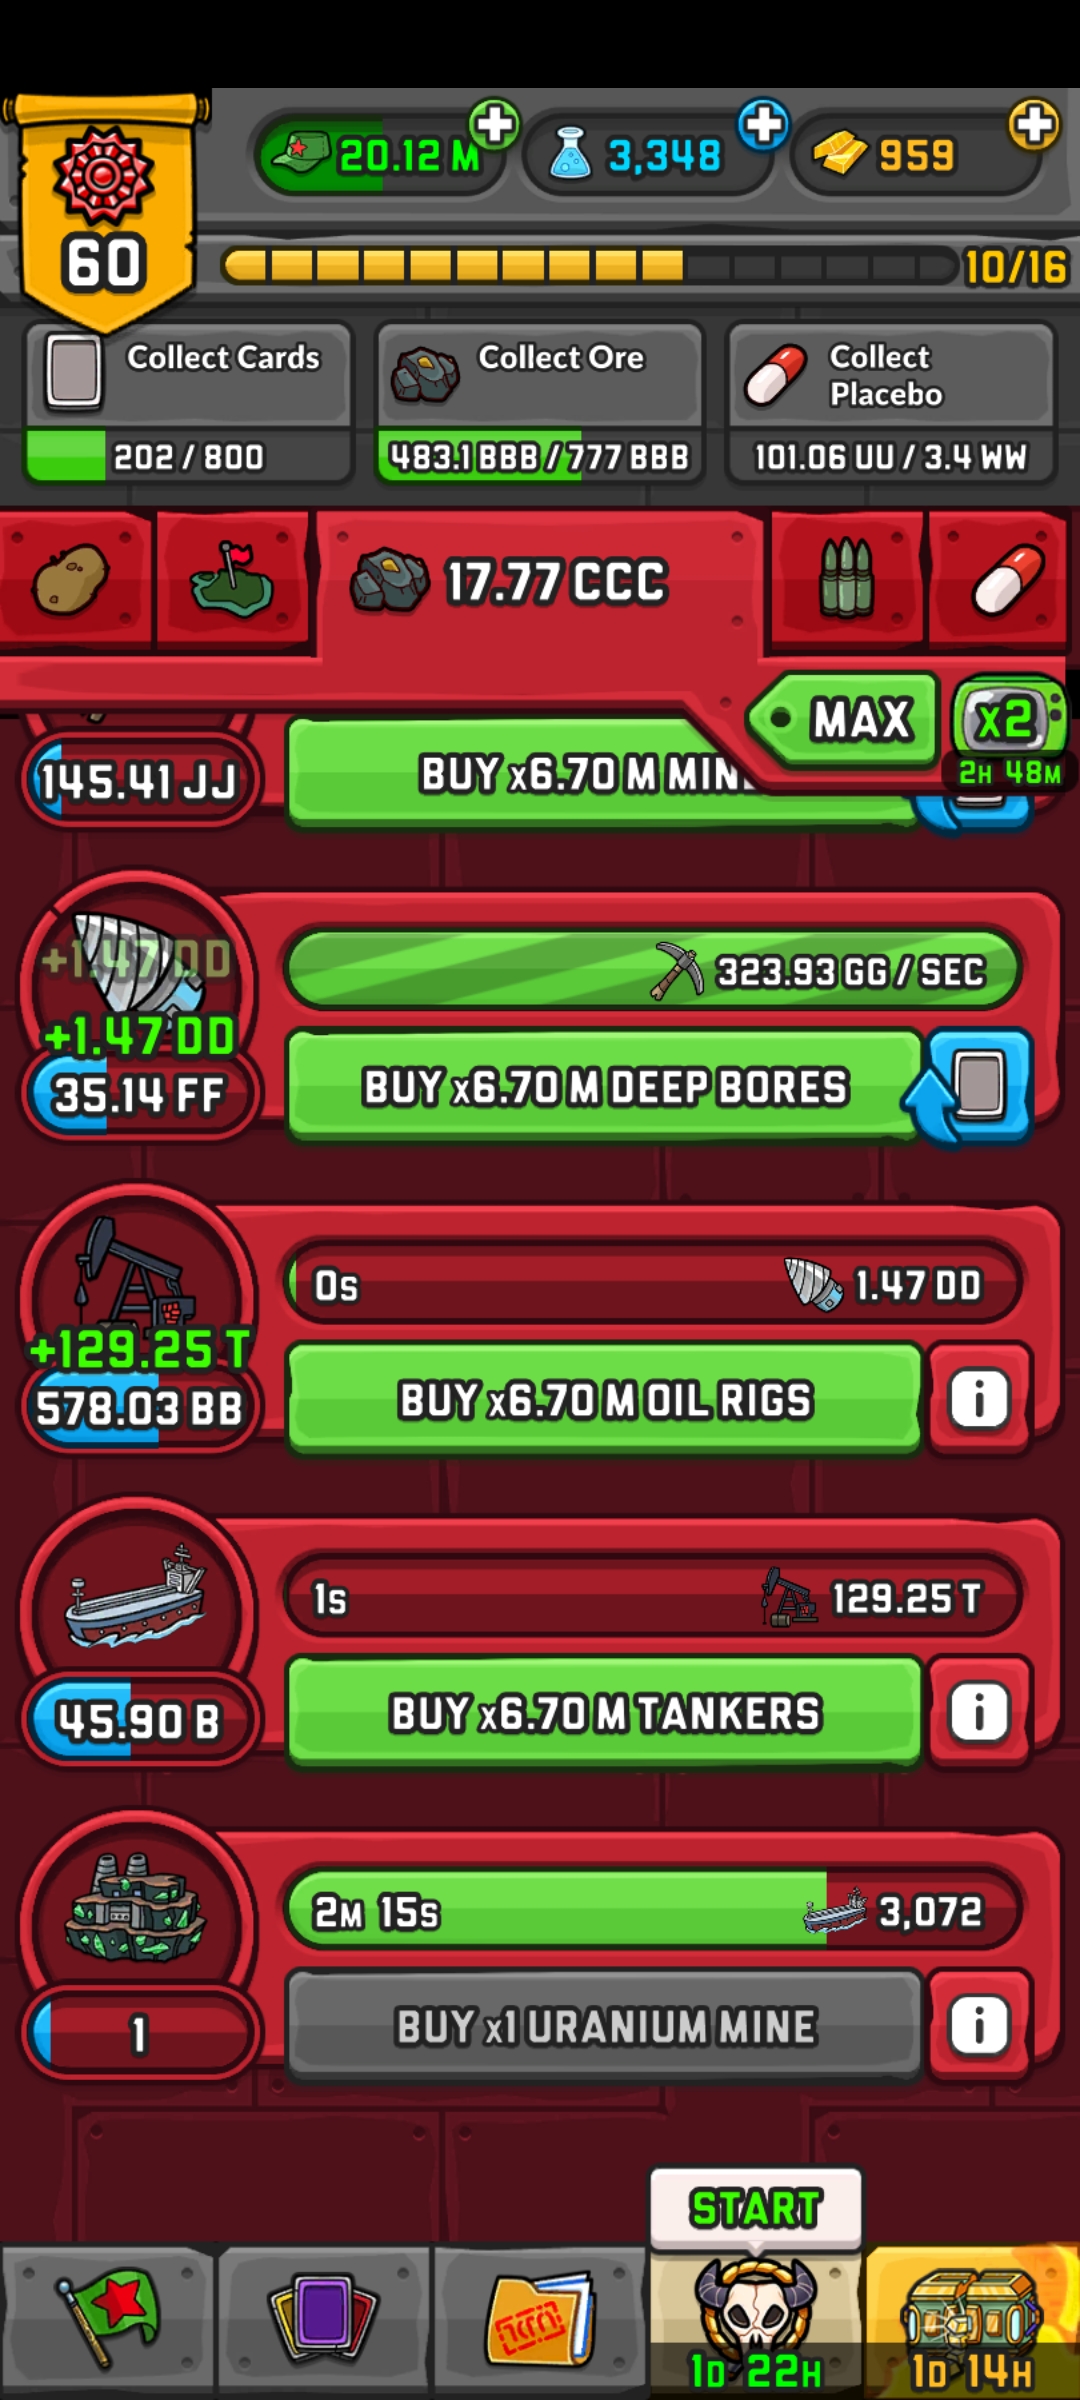 20.12 M
3,348
959
60
10/16
Collect Cards
202 / 800
Collect Ore
483.1 BBB / 777 BBB
Collect
Placebo
101.06 UU / 3.4 WW
17.77 CCC
MAX
x2
2H 48M
145.41 JJ
BUY x6.70 M MIN
+1.47 DD
+1.47 DD
35.14 FF
323.93 GG / SEC
BUY x6.70 M DEEP BORES
+129.25 T
578.03 BB
0s
1.47 DD
BUY x6.70 M OIL RIGS
i
45.90 B
1s
129.25 T
BUY x6.70 M TANKERS
i
1
2M 15s
3,072
BUY x1 URANIUM MINE
i
START
1D 22H
1D 14H